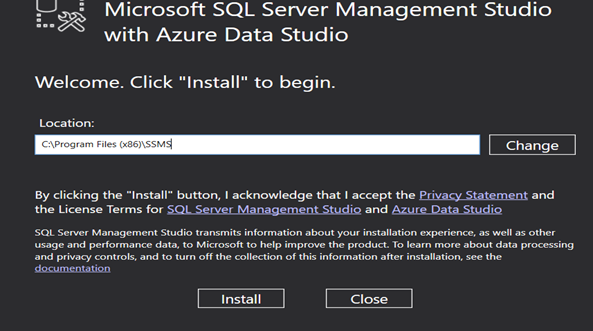 Microsoft SQL Server Management Studio
with Azure Data Studio
Welcome. Click "Install" to begin.
Location:
C:\Program Files (x86)\SSMS
Change
By clicking the "Install" button, I acknowledge that I accept the Privacy Statement and
the License Terms for SQL Server Management Studio and Azure Data Studio
SQL Server Management Studio transmits information about your installation experience, as well as other
usage and performance data, to Microsoft to help improve the product. To learn more about data processing
and privacy controls, and to turn off the collection of this information after installation, see the
documentation
Install
Close